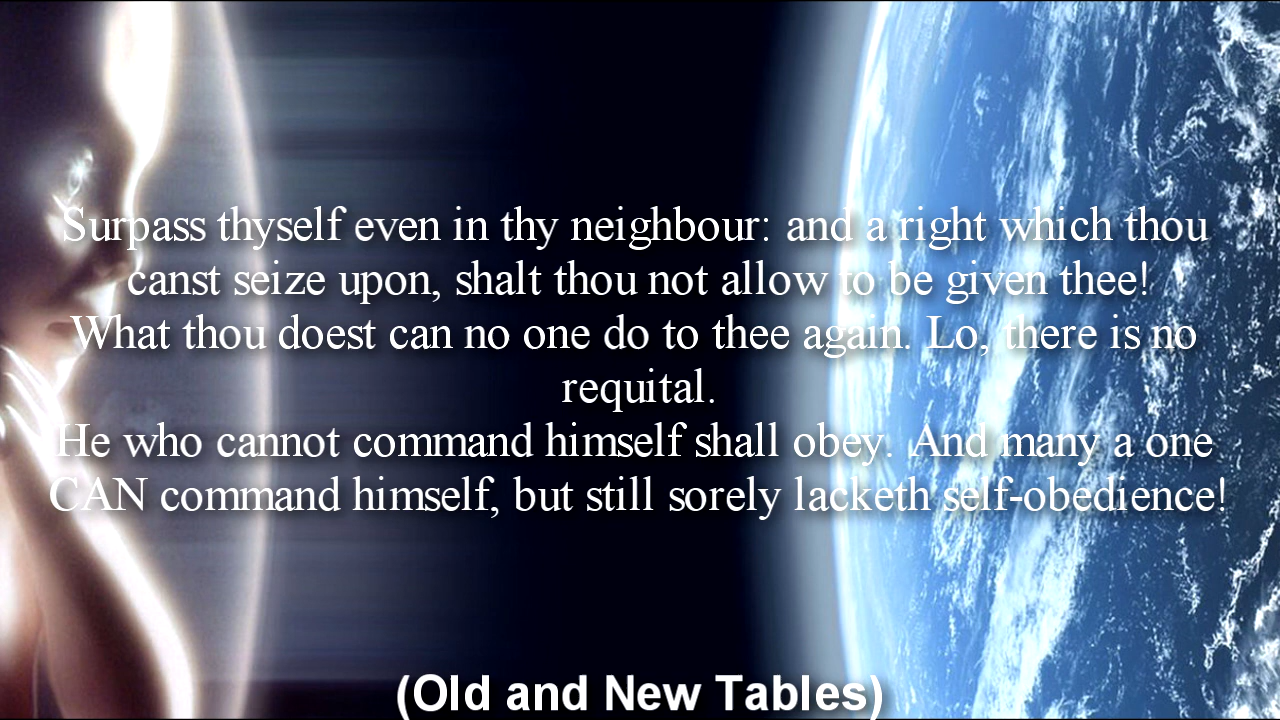 Surpass thyself even in thy neighbour: and a right which thou
canst seize upon, shalt thou not allow to be given thee!
What thou doest can no one do to thee again. Lo, there is no
requital.
He who cannot command himself shall obey. And many a one
CAN command himself, but still sorely lacketh self-obedience!
(Old and New Tables)